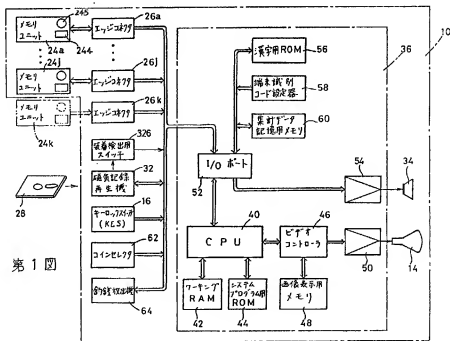 10
36
245
メモリ
ユニット
24a
244
エッジコネクタ
26a
メモリ
ユニット
24j
エッジコネクタ
26j
メモリ
ユニット
24k
エッジコネクタ
26k
漢字用ROM
56
端末識別
コード設定器
58
集計データ
記憶用メモリ
60
I/Oポート
52
54
34
装着検出用
スイッチ
326
磁気記録
再生機
32
28
キーロックスイッチ
(KLS)
16
コインセレクタ
62
釣銭放出機
64
CPU
40
ビデオ
コントローラ
46
50
14
ワーキング
RAM
42
システム
プログラム用
ROM
44
画像表示用
メモリ
48
第1図